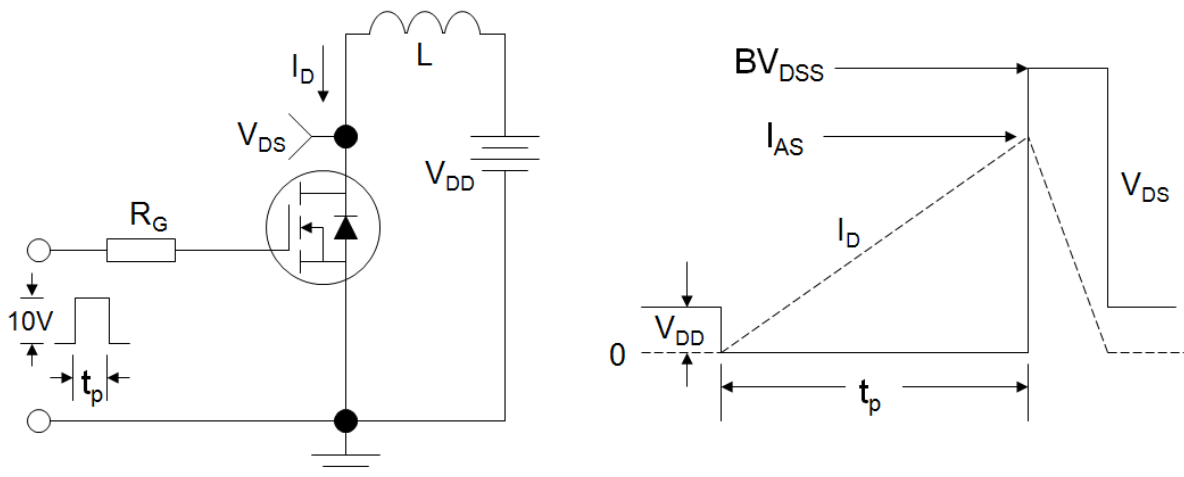 L
I_D
V_DS
V_DD
R_G
10V
t_p
BV_DSS
I_AS
V_DS
I_D
V_DD
0
t_p